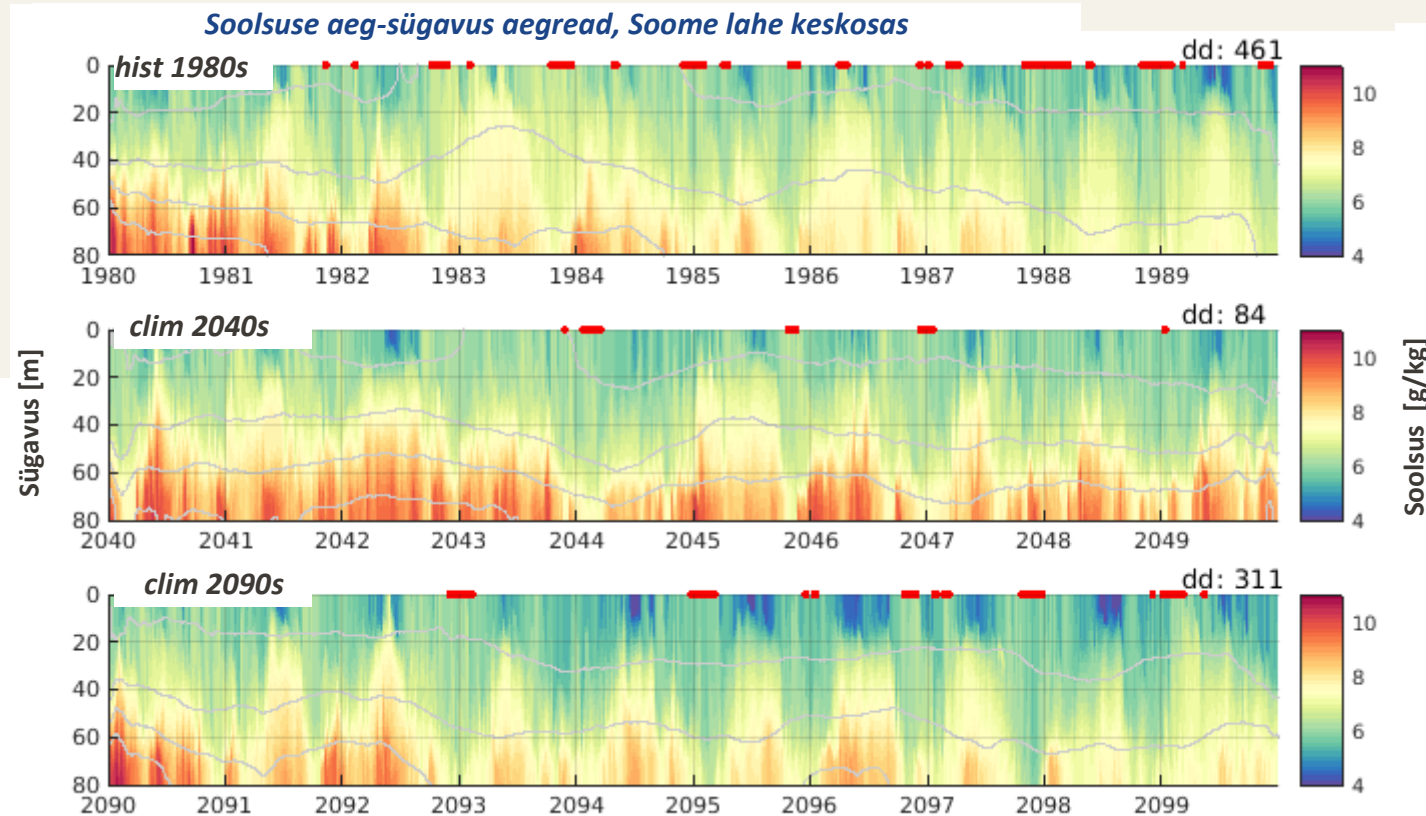 Soolsuse aeg-sügavus aegread, Soome lahe keskosas
hist 1980s
dd: 461
0
20
40
60
80
1980 1981 1982 1983 1984 1985 1986 1987 1988 1989
10
8
6
4
clim 2040s
dd: 84
0
20
40
60
80
2040 2041 2042 2043 2044 2045 2046 2047 2048 2049
10
8
6
4
Sügavus [m]
Soolsus [g/kg]
clim 2090s
dd: 311
0
20
40
60
80
2090 2091 2092 2093 2094 2095 2096 2097 2098 2099
10
8
6
4